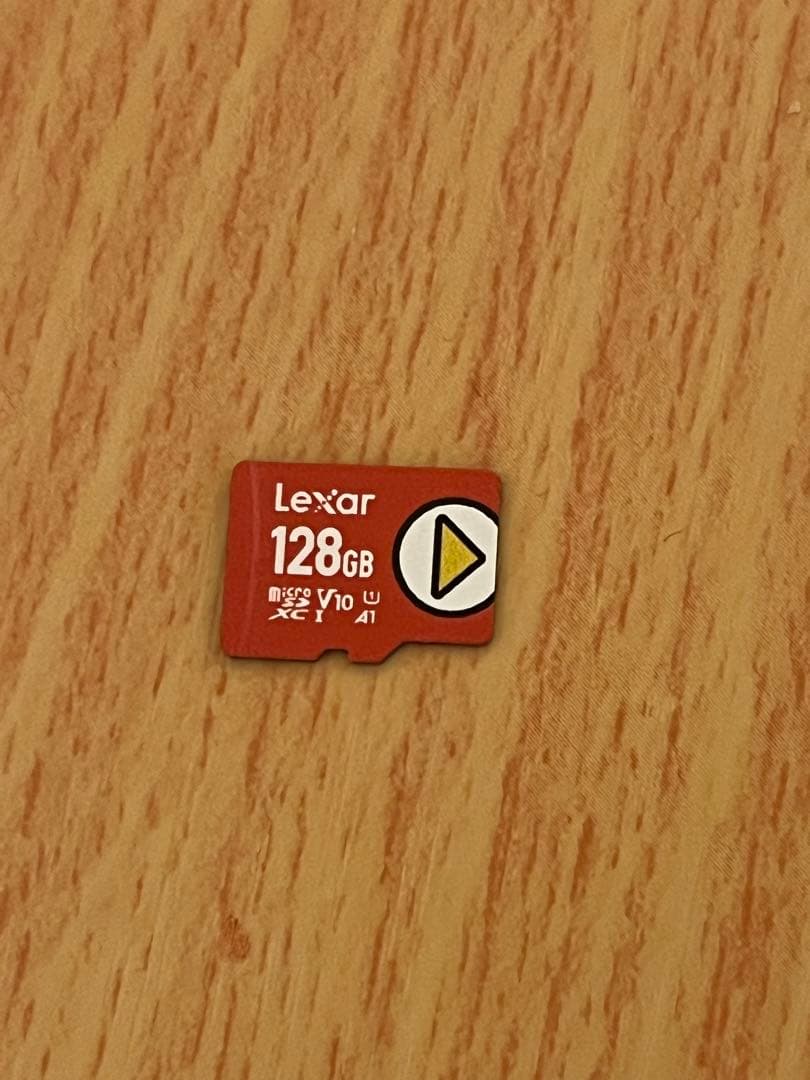 Lexar
128GB
micro SD XC I V10 U1 A1